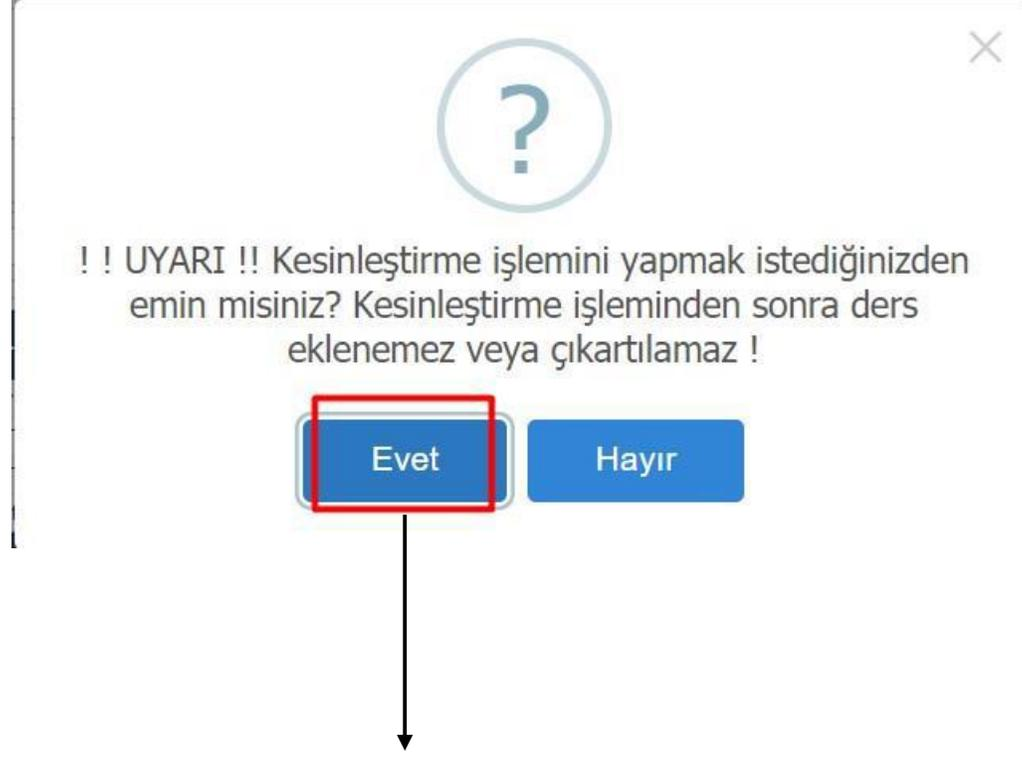 ?
! ! UYARI !! Kesinleştirme işlemini yapmak istediğinizden
emin misiniz? Kesinleştirme işleminden sonra ders
eklenemez veya çıkartılamaz !
Evet
Hayır